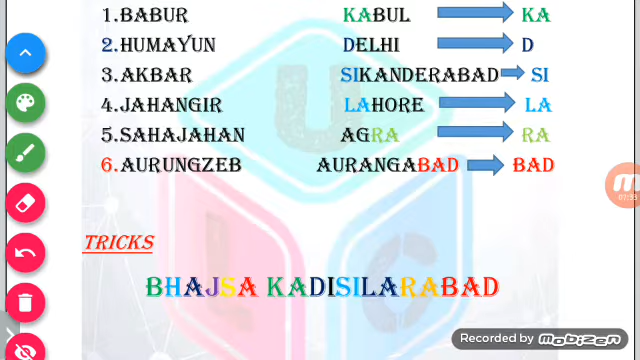 1.BABUR KABUL KA
2.HUMAYUN DELHI D
3.AKBAR SIKANDERABAD SI
4.JAHANGIR LAHORE LA
5.SAHAJAHAN AGRA RA
6.AURUNGZEB AURANGABAD BAD
TRICKS
BHAJSA KADISILARABAD
Recorded by MOBIZEN